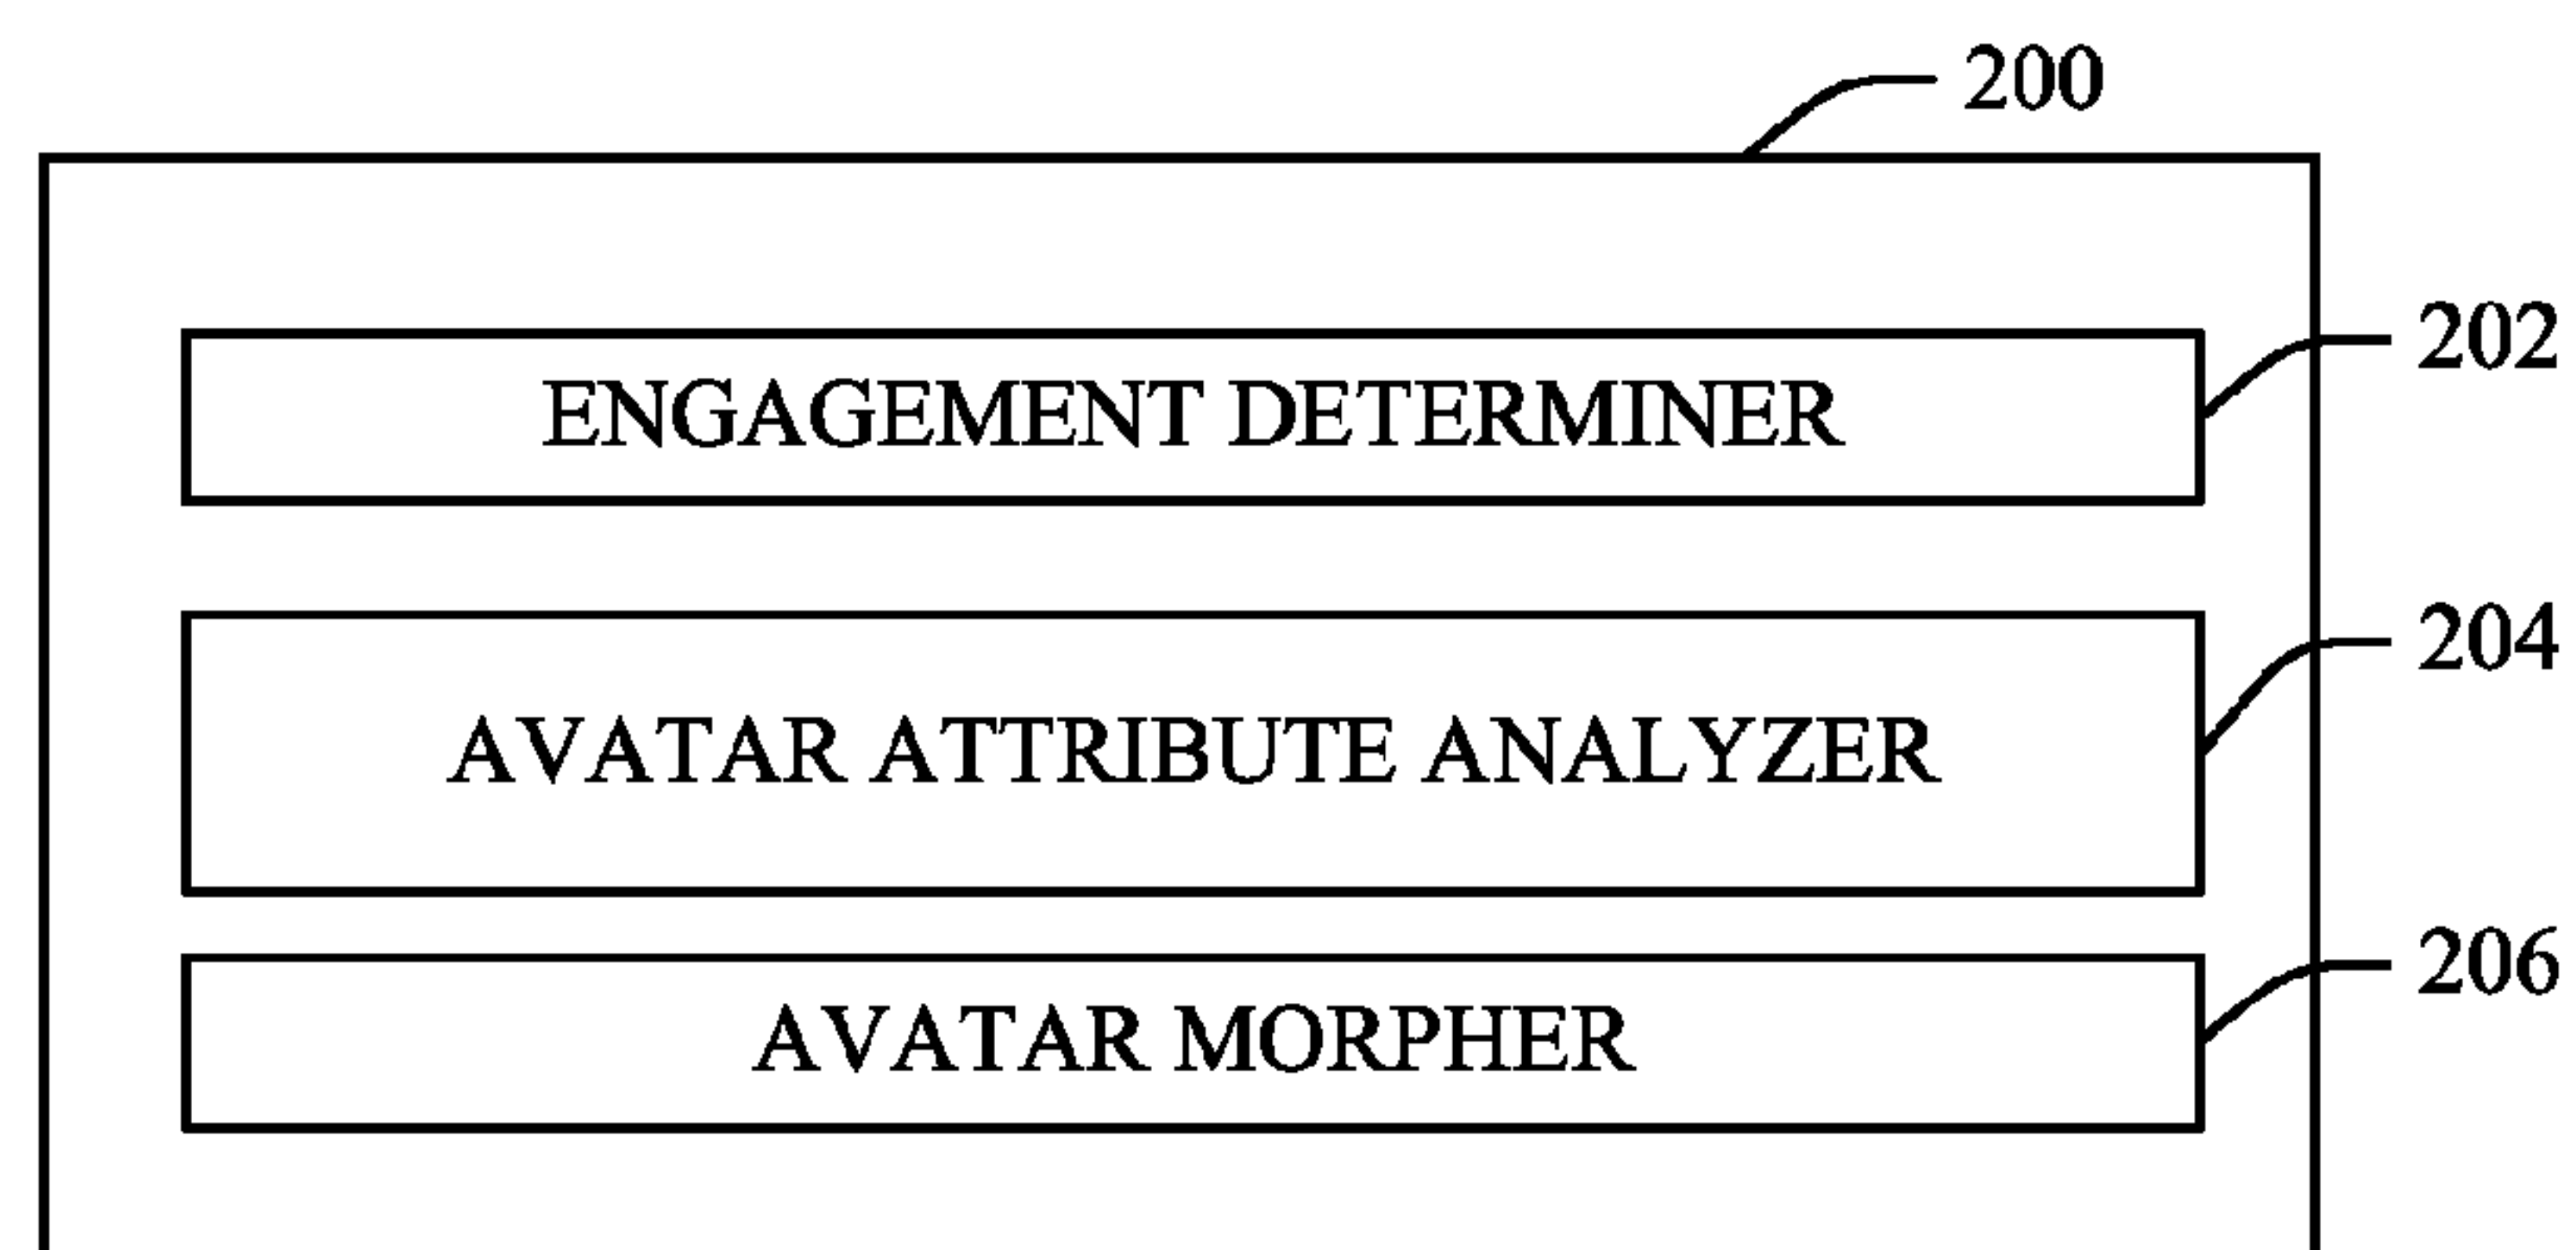 200
202
ENGAGEMENT DETERMINER
204
AVATAR ATTRIBUTE ANALYZER
206
AVATAR MORPHER